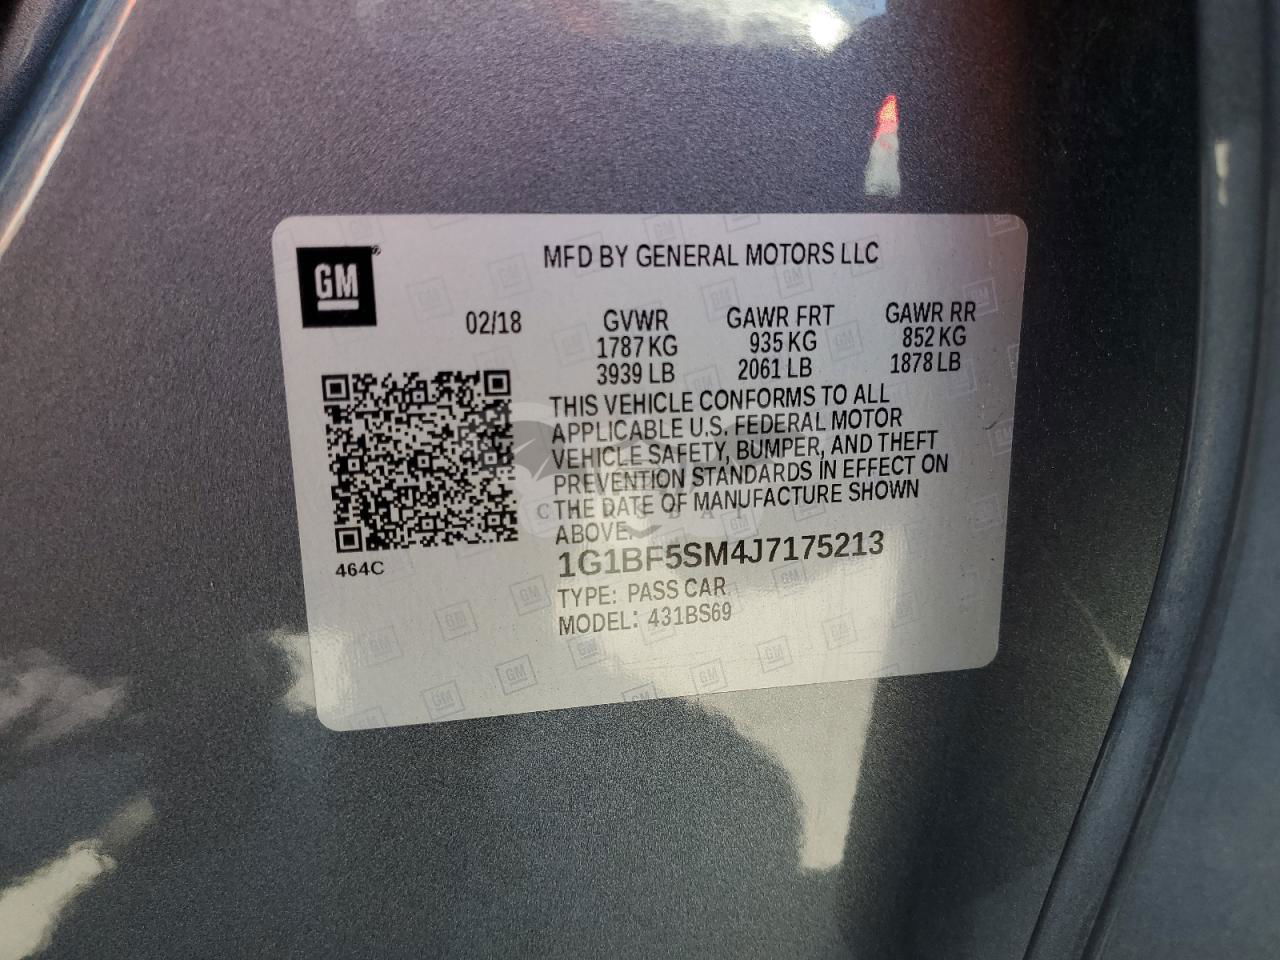 GM
MFD BY GENERAL MOTORS LLC
02/18
GVWR GAWR FRT GAWR RR
1787 KG 935 KG 852 KG
3939 LB 2061 LB 1878 LB
THIS VEHICLE CONFORMS TO ALL
APPLICABLE U.S. FEDERAL MOTOR
VEHICLE SAFETY, BUMPER, AND THEFT
PREVENTION STANDARDS IN EFFECT ON
THE DATE OF MANUFACTURE SHOWN
ABOVE.
1G1BF5SM4J7175213
TYPE: PASS CAR
MODEL: 431BS69
464C